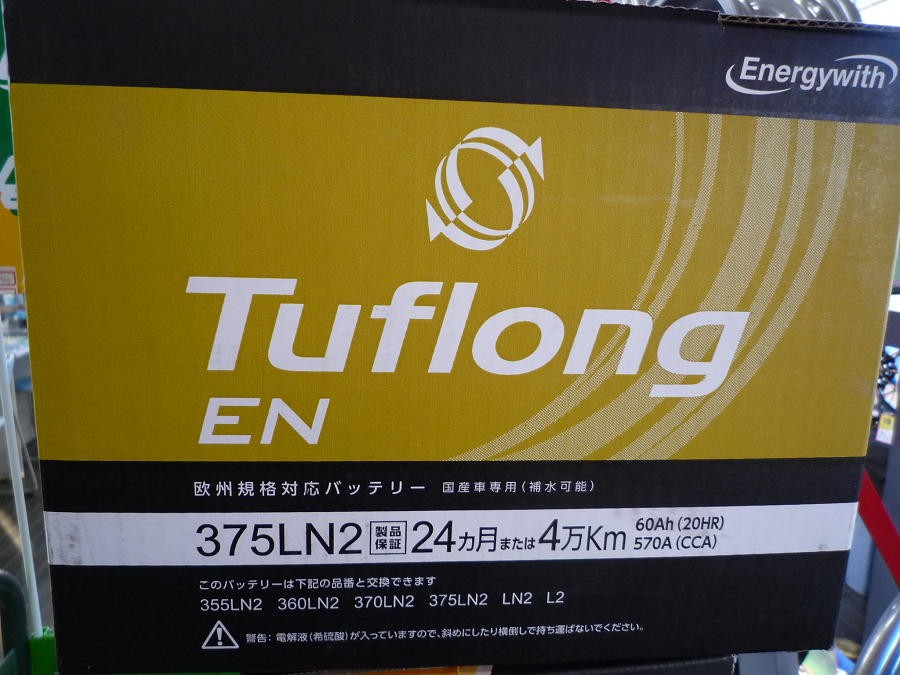 Energywith
Tuflong
EN
欧州規格対応バッテリー 国産車専用(補水可能)
375LN2 製品保証 24カ月または4万Km 60Ah(20HR) 570A(CCA)
このバッテリーは下記の品番と交換できます
355LN2 360LN2 370LN2 375LN2 LN2 L2
警告:電解液(希硫酸)が入っていますので、斜めにしたり横倒しで持ち運ばないでください。